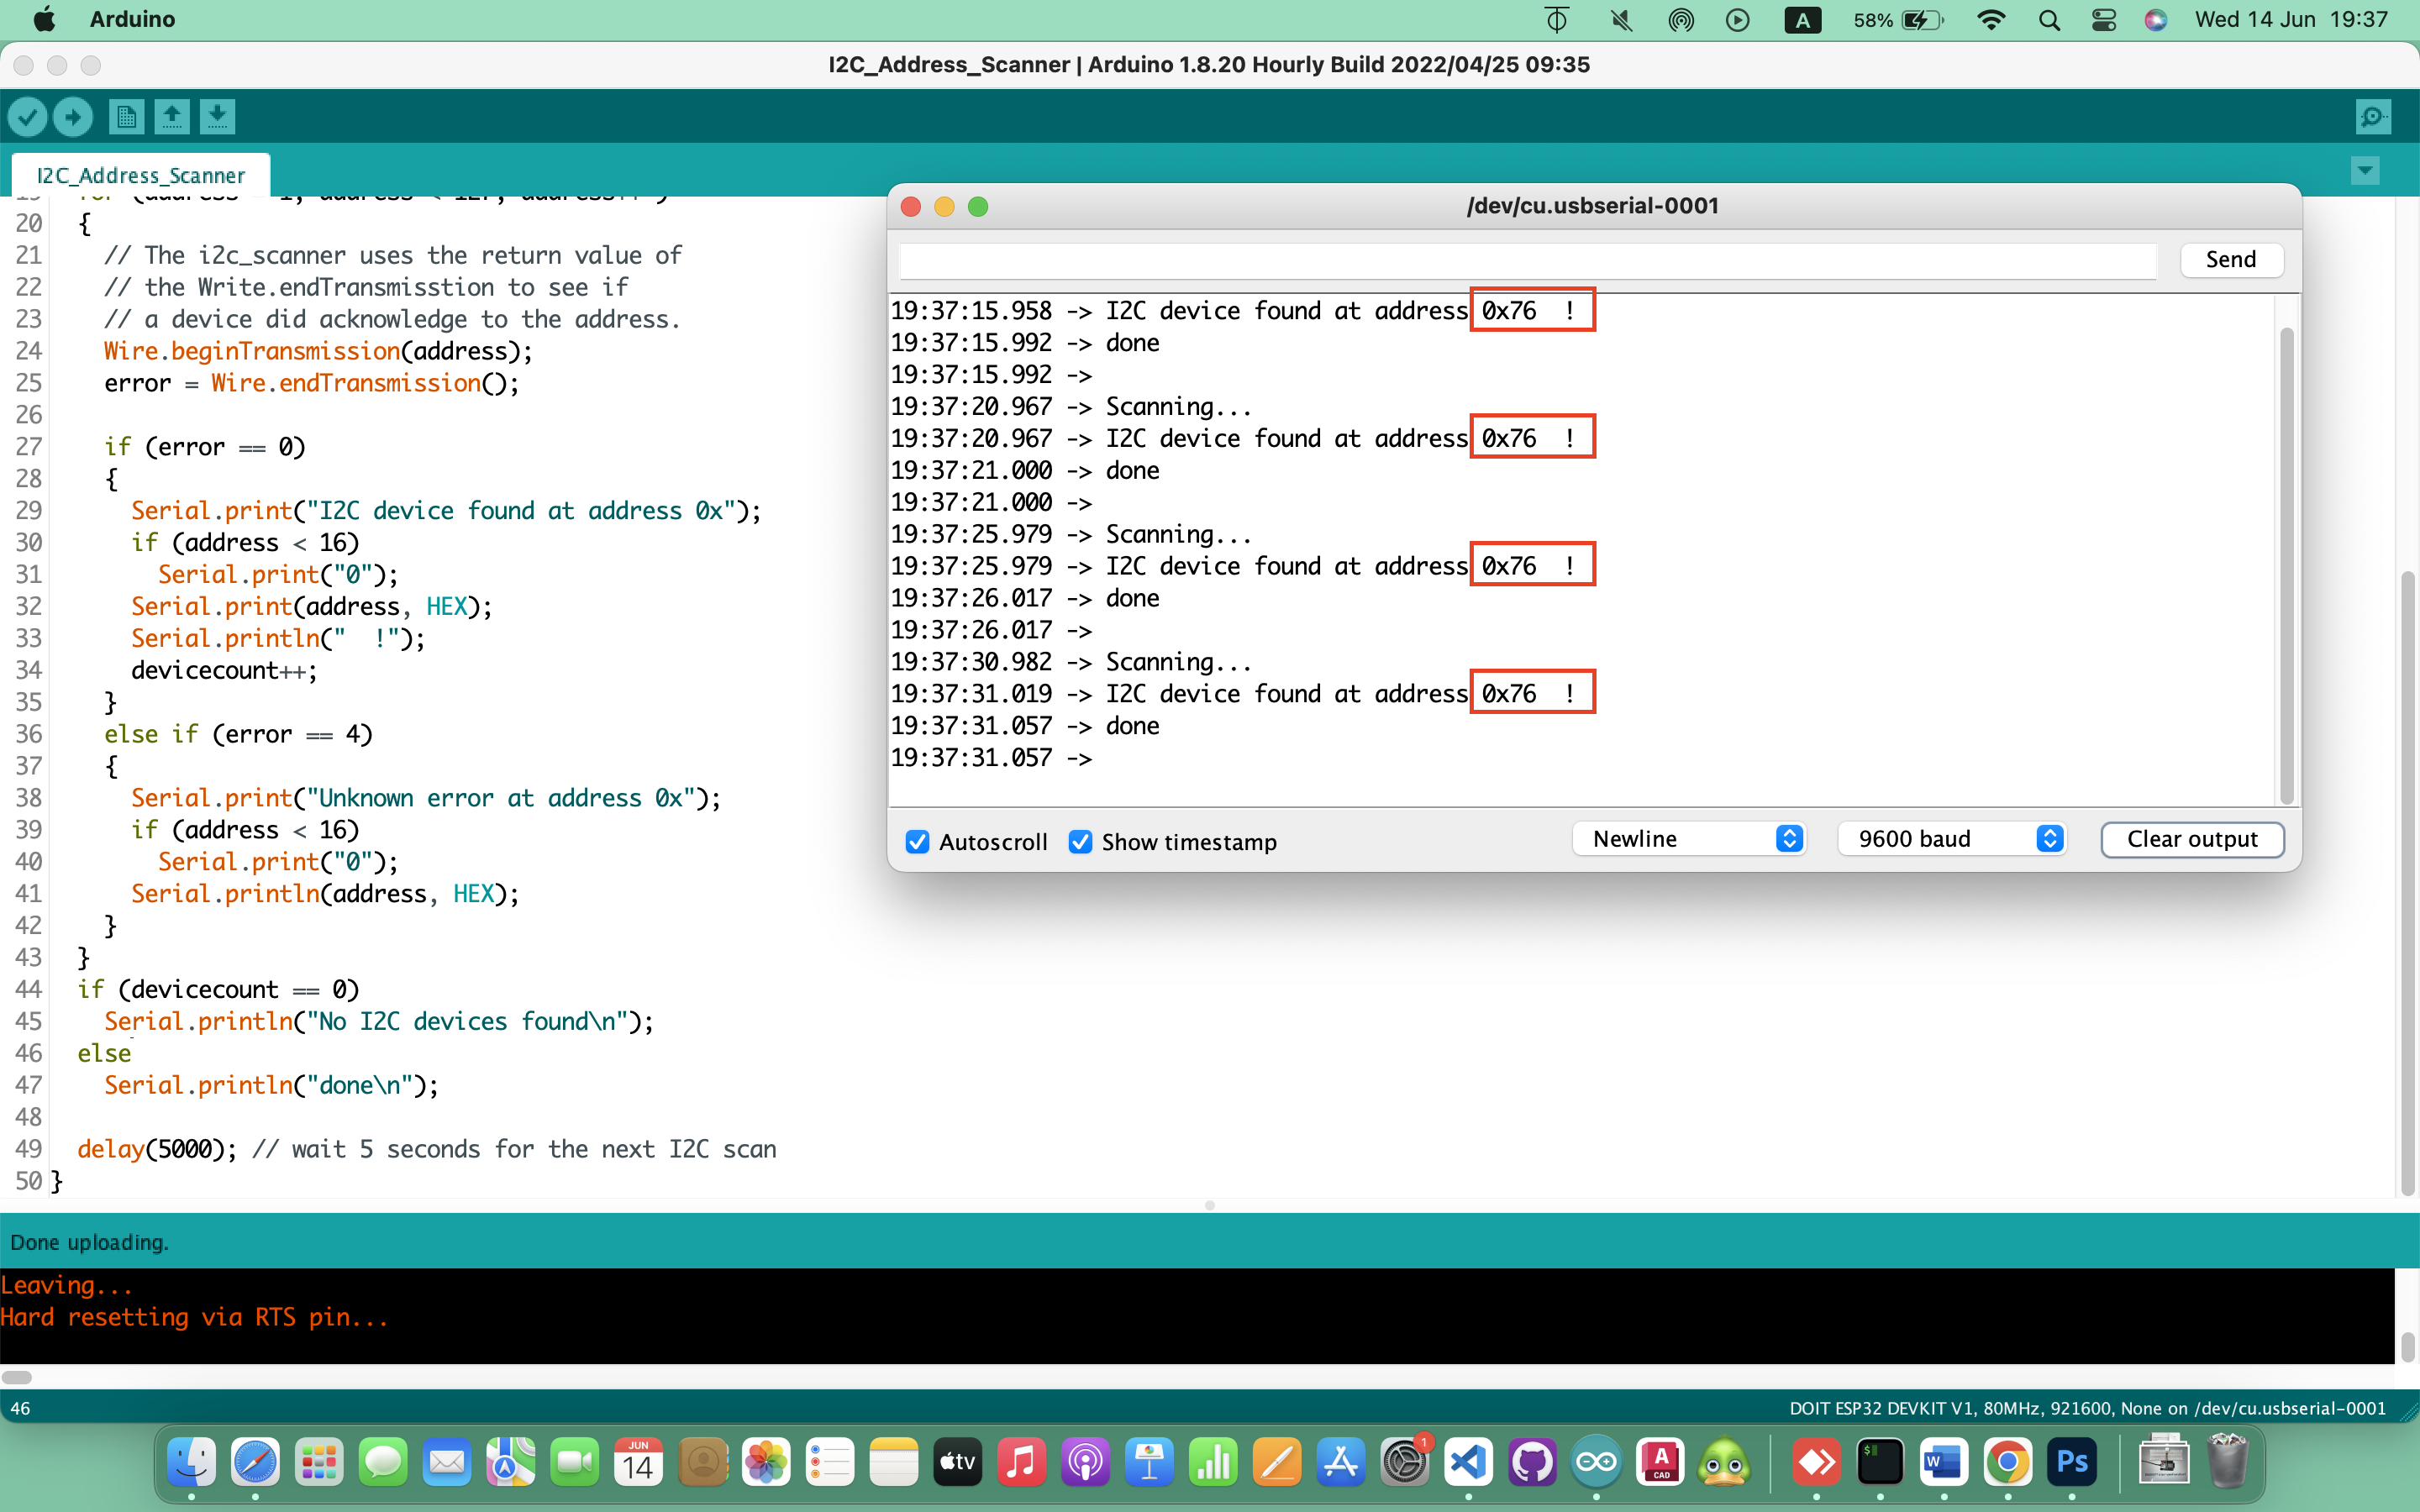 Arduino
A
58%
Wed 14 Jun 19:37
I2C_Address_Scanner | Arduino 1.8.20 Hourly Build 2022/04/25 09:35
I2C_Address_Scanner
20 {
21 // The i2c_scanner uses the return value of
22 // the Write.endTransmisstion to see if
23 // a device did acknowledge to the address.
24 Wire.beginTransmission(address);
25 error = Wire.endTransmission();
26
27 if (error == 0)
28 {
29 Serial.print("I2C device found at address 0x");
30 if (address < 16)
31 Serial.print("0");
32 Serial.print(address, HEX);
33 Serial.println("  !");
34 devicecount++;
35 }
36 else if (error == 4)
37 {
38 Serial.print("Unknown error at address 0x");
39 if (address < 16)
40 Serial.print("0");
41 Serial.println(address, HEX);
42 }
43 }
44 if (devicecount == 0)
45 Serial.println("No I2C devices found\n");
46 else
47 Serial.println("done\n");
48
49 delay(5000); // wait 5 seconds for the next I2C scan
50 }
/dev/cu.usbserial-0001
Send
19:37:15.958 -> I2C device found at address 0x76  !
19:37:15.992 -> done
19:37:15.992 ->
19:37:20.967 -> Scanning...
19:37:20.967 -> I2C device found at address 0x76  !
19:37:21.000 -> done
19:37:21.000 ->
19:37:25.979 -> Scanning...
19:37:25.979 -> I2C device found at address 0x76  !
19:37:26.017 -> done
19:37:26.017 ->
19:37:30.982 -> Scanning...
19:37:31.019 -> I2C device found at address 0x76  !
19:37:31.057 -> done
19:37:31.057 ->
Autoscroll Show timestamp Newline 9600 baud Clear output
Done uploading.
Leaving...
Hard resetting via RTS pin...
46
DOIT ESP32 DEVKIT V1, 80MHz, 921600, None on /dev/cu.usbserial-0001
JUN
14
tv
1
A
CAD
$
W
Ps